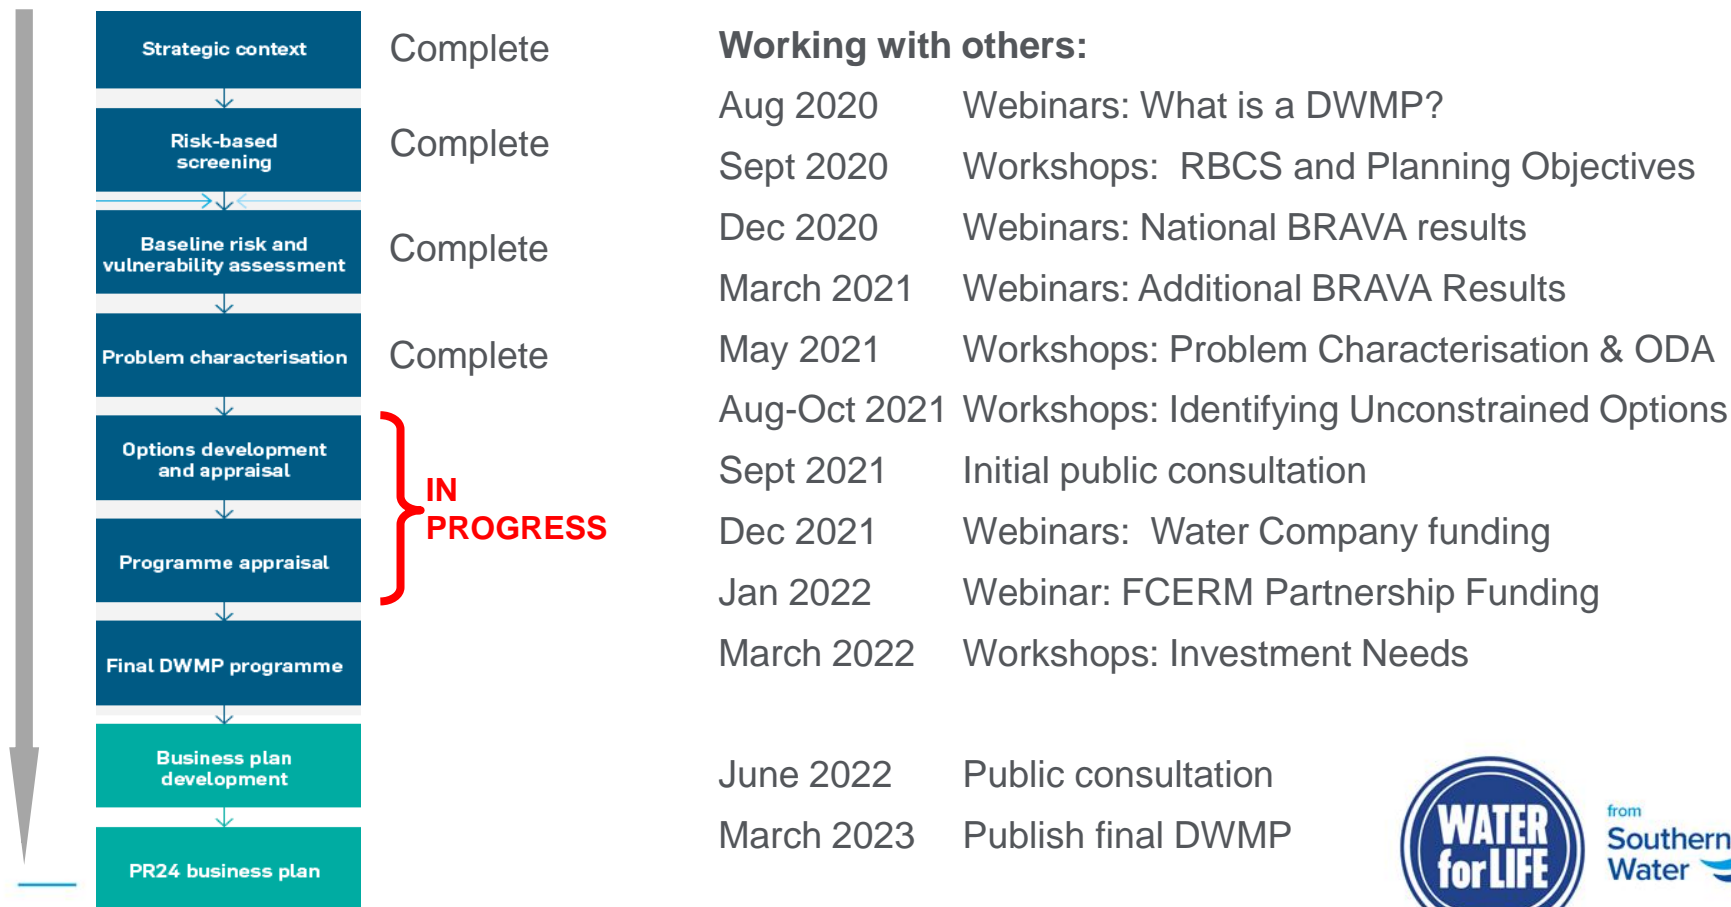 Strategic context
Complete
Risk-based
screening
Complete
Baseline risk and
vulnerability assessment
Complete
Problem characterisation
Complete
Options development
and appraisal
Programme appraisal
IN
PROGRESS
Final DWMP programme
Business plan
development
PR24 business plan
Working with others:
Aug 2020 Webinars: What is a DWMP?
Sept 2020 Workshops: RBCS and Planning Objectives
Dec 2020 Webinars: National BRAVA results
March 2021 Webinars: Additional BRAVA Results
May 2021 Workshops: Problem Characterisation & ODA
Aug-Oct 2021 Workshops: Identifying Unconstrained Options
Sept 2021 Initial public consultation
Dec 2021 Webinars: Water Company funding
Jan 2022 Webinar: FCERM Partnership Funding
March 2022 Workshops: Investment Needs
June 2022 Public consultation
March 2023 Publish final DWMP
WATER
for LIFE
from
Southern
Water